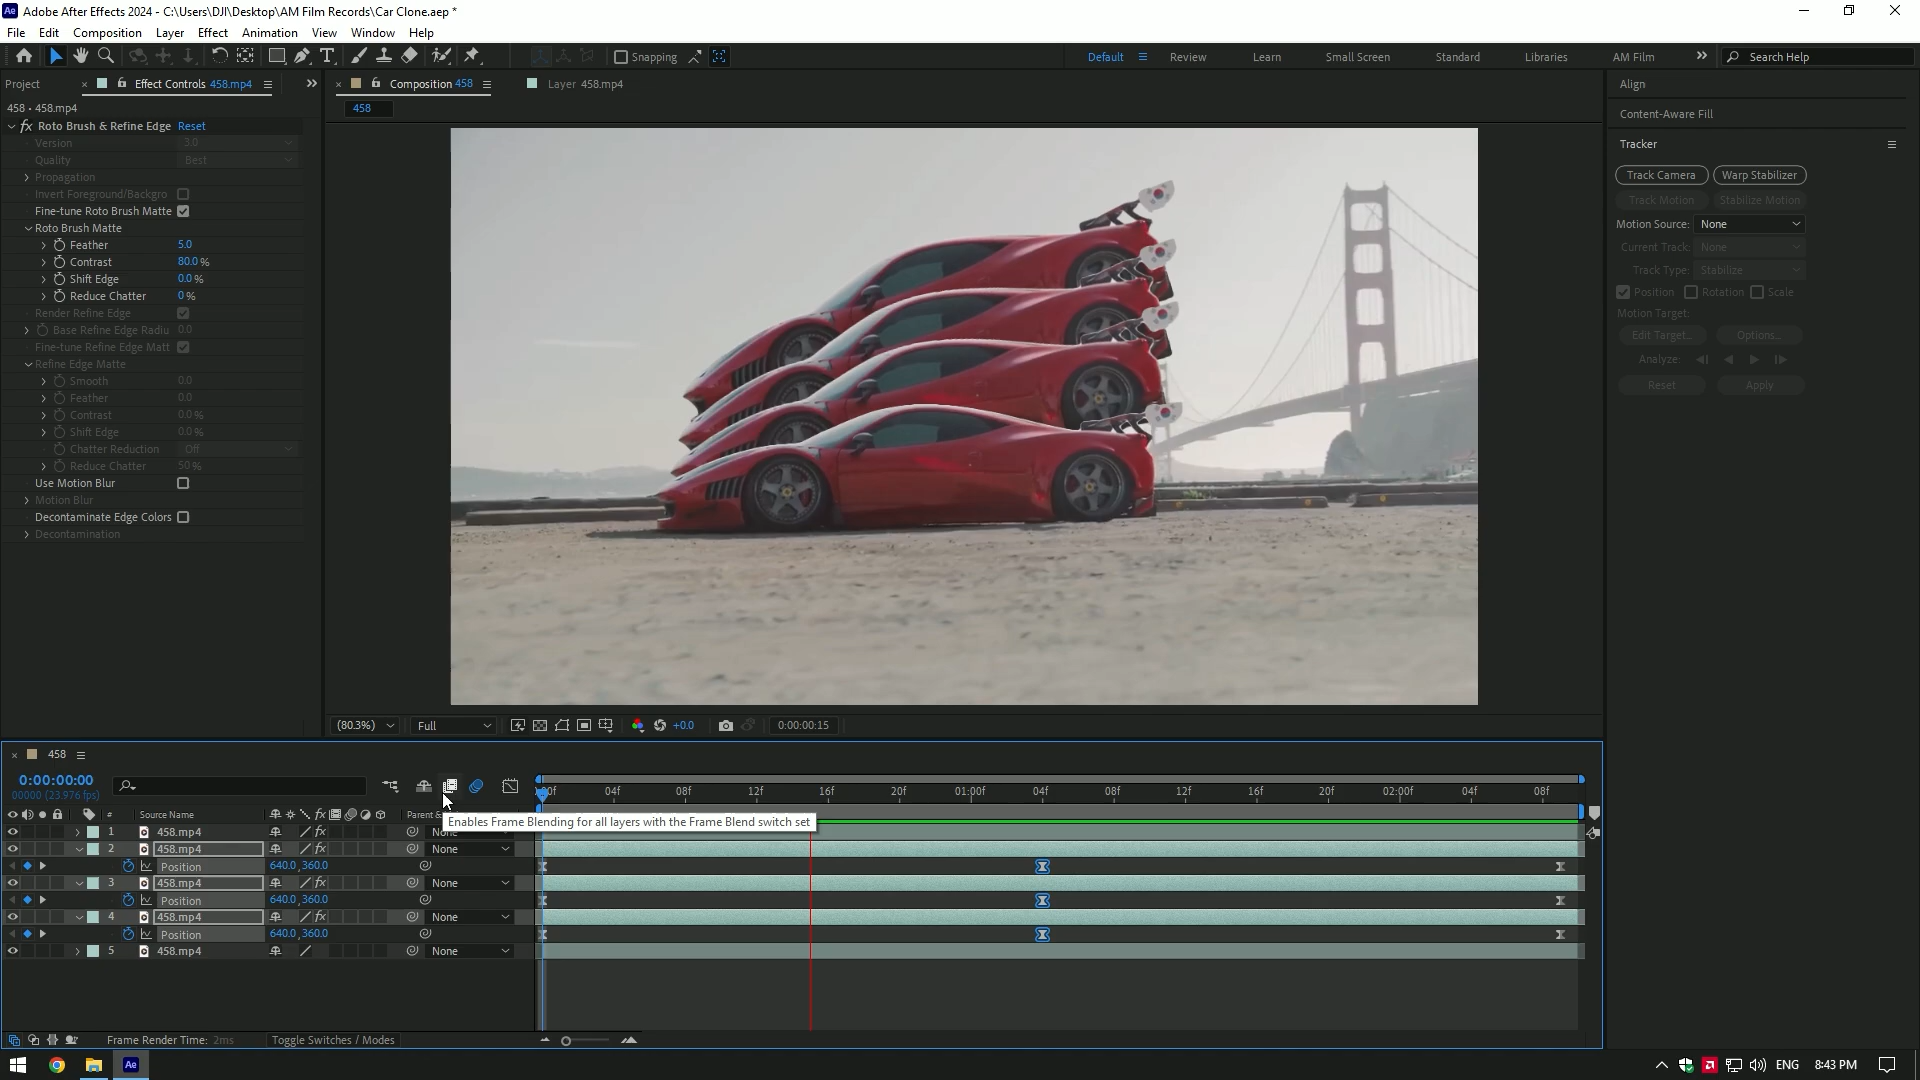 Adobe After Effects 2024 - C:\Users\DJI\Desktop\AM Film Records\Car Clone.aep *
File Edit Composition Layer Effect Animation View Window Help
Snapping
Default Review Learn Small Screen Standard Libraries AM Film Search Help
Project Effect Controls 458.mp4
Composition 458
Layer 458.mp4
Align
458 • 458.mp4
458
Content-Aware Fill
Roto Brush & Refine Edge Reset
Version 3.0
Quality Best
Propagation
Invert Foreground/Backgro
Fine-tune Roto Brush Matte
Roto Brush Matte
Feather 5.0
Contrast 80.0 %
Shift Edge 0.0 %
Reduce Chatter 0 %
Render Refine Edge
Base Refine Edge Radiu 0.0
Fine-tune Refine Edge Matt
Refine Edge Matte
Smooth 0.0
Feather 0.0
Contrast 0.0 %
Shift Edge 0.0 %
Chatter Reduction Off
Reduce Chatter 50 %
Use Motion Blur
Motion Blur
Decontaminate Edge Colors
Decontamination
Tracker
Track Camera Warp Stabilizer
Track Motion Stabilize Motion
Motion Source: None
Current Track: None
Track Type: Stabilize
Position Rotation Scale
Motion Target:
Edit Target... Options...
Analyze:
Reset Apply
(80.3%) Full +0.0 0:00:00:15
458
0:00:00:00
00000 (23.976 fps)
:00f 04f 08f 12f 16f 20f 01:00f 04f 08f 12f 16f 20f 02:00f 04f 08f
# Source Name Parent &
Enables Frame Blending for all layers with the Frame Blend switch set
1 458.mp4 None
2 458.mp4 None
Position 640.0,360.0
3 458.mp4 None
Position 640.0,360.0
4 458.mp4 None
Position 640.0,360.0
5 458.mp4 None
Frame Render Time: 2ms Toggle Switches / Modes
ENG 8:43 PM